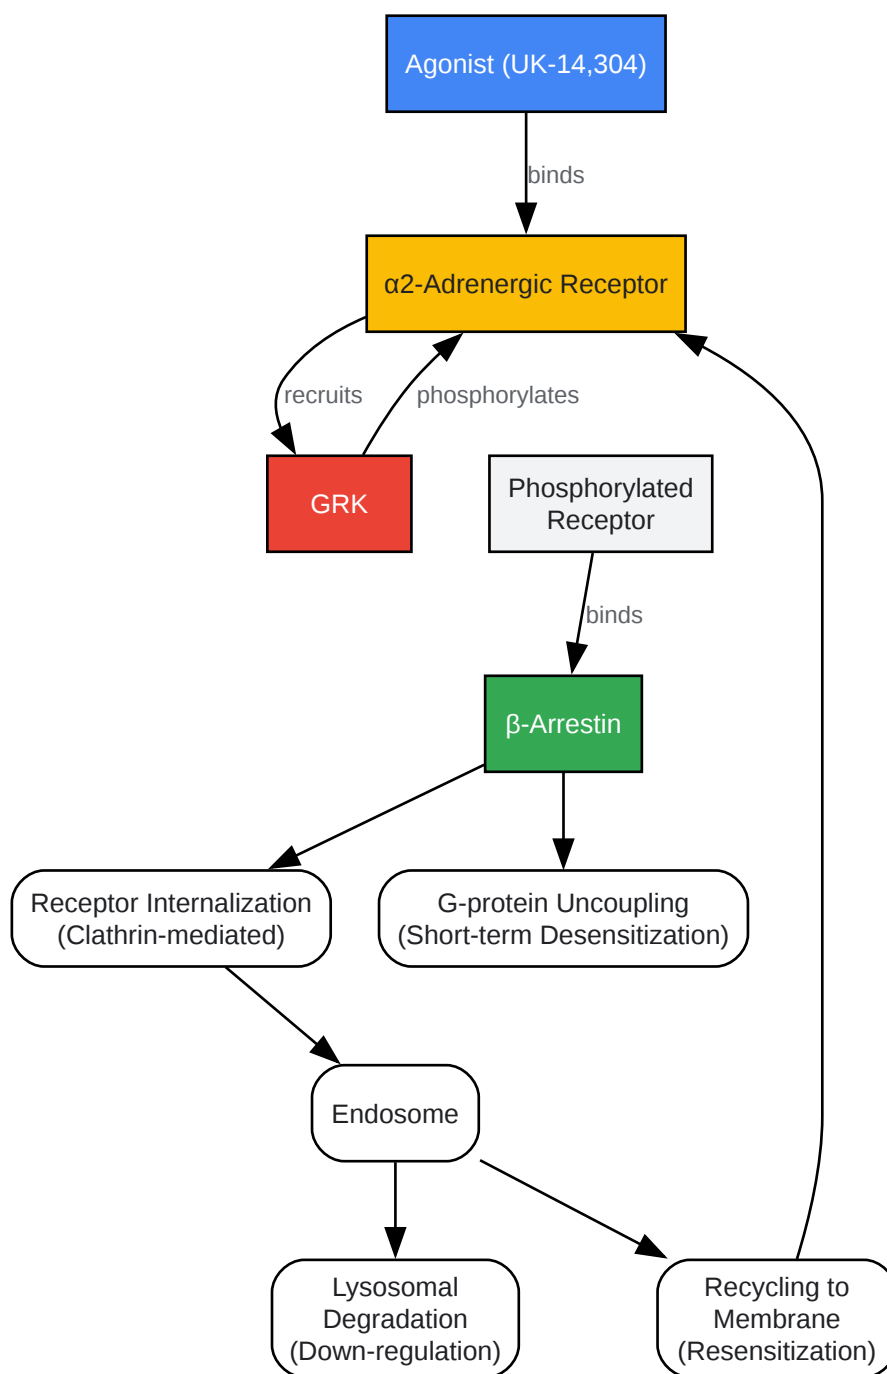 Agonist (UK-14,304)
binds
α2-Adrenergic Receptor
recruits
phosphorylates
GRK
Phosphorylated
Receptor
binds
β-Arrestin
Receptor Internalization
(Clathrin-mediated)
G-protein Uncoupling
(Short-term Desensitization)
Endosome
Lysosomal
Degradation
(Down-regulation)
Recycling to
Membrane
(Resensitization)